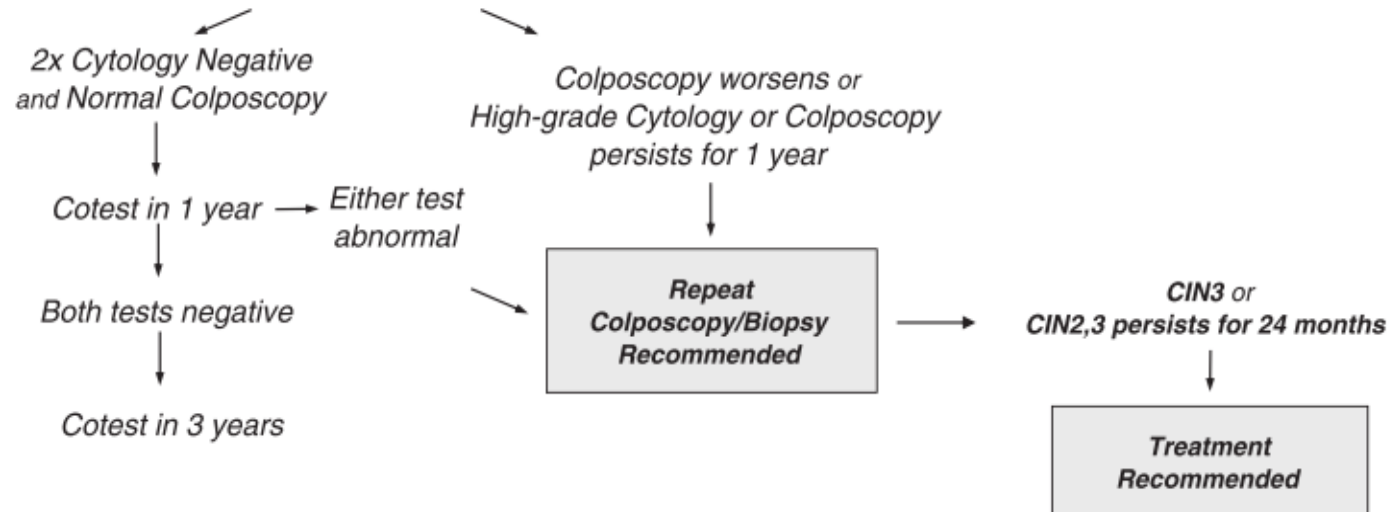 2x Cytology Negative
and Normal Colposcopy
Colposcopy worsens or
High-grade Cytology or Colposcopy
persists for 1 year
Cotest in 1 year
Either test
abnormal
Both tests negative
Cotest in 3 years
Repeat
Colposcopy/Biopsy
Recommended
CIN3 or
CIN2,3 persists for 24 months
Treatment
Recommended